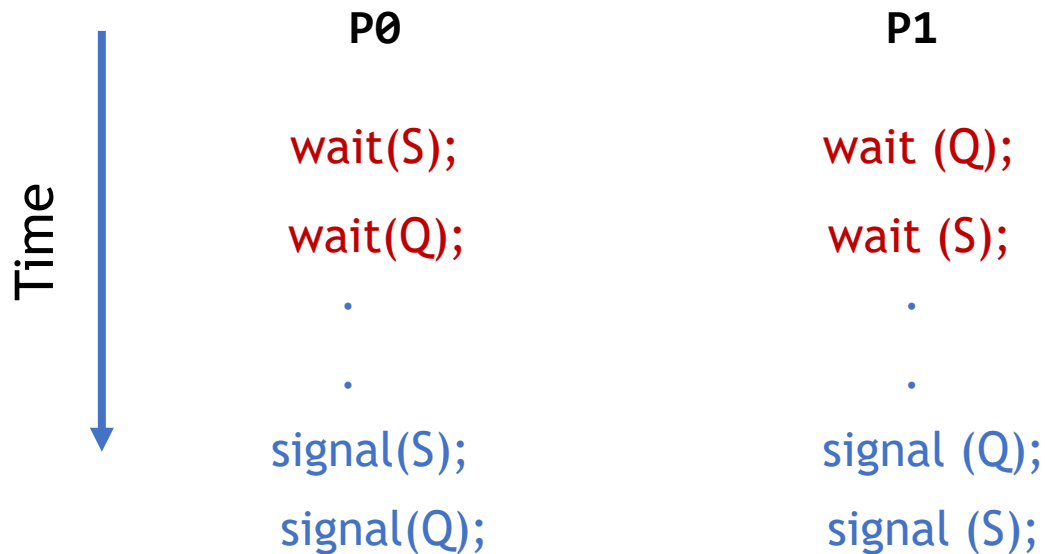 P0 P1
Time
wait(S); wait (Q);
wait(Q); wait (S);
. .
. .
signal(S); signal (Q);
signal(Q); signal (S);